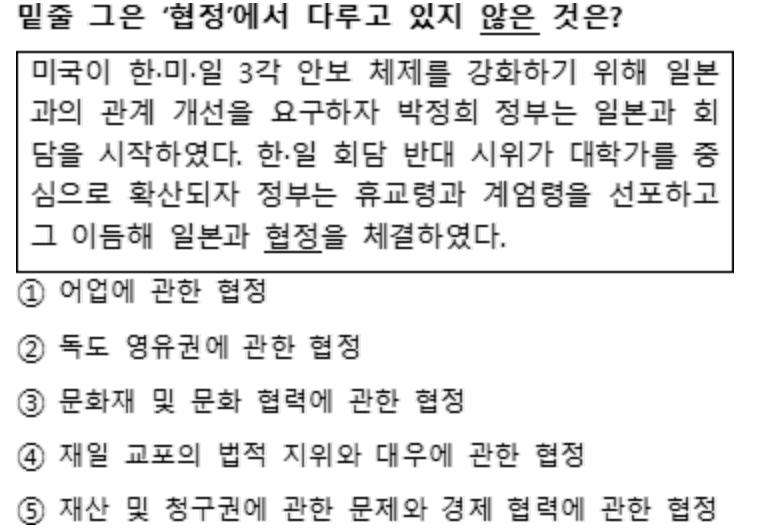 밑줄 그은 '협정'에서 다루고 있지 않은 것은?
미국이 한·미·일 3각 안보 체제를 강화하기 위해 일본
과의 관계 개선을 요구하자 박정희 정부는 일본과 회
담을 시작하였다. 한·일 회담 반대 시위가 대학가를 중
심으로 확산되자 정부는 휴교령과 계엄령을 선포하고
그 이듬해 일본과 협정을 체결하였다.
① 어업에 관한 협정
② 독도 영유권에 관한 협정
③ 문화재 및 문화 협력에 관한 협정
④ 재일 교포의 법적 지위와 대우에 관한 협정
⑤ 재산 및 청구권에 관한 문제와 경제 협력에 관한 협정